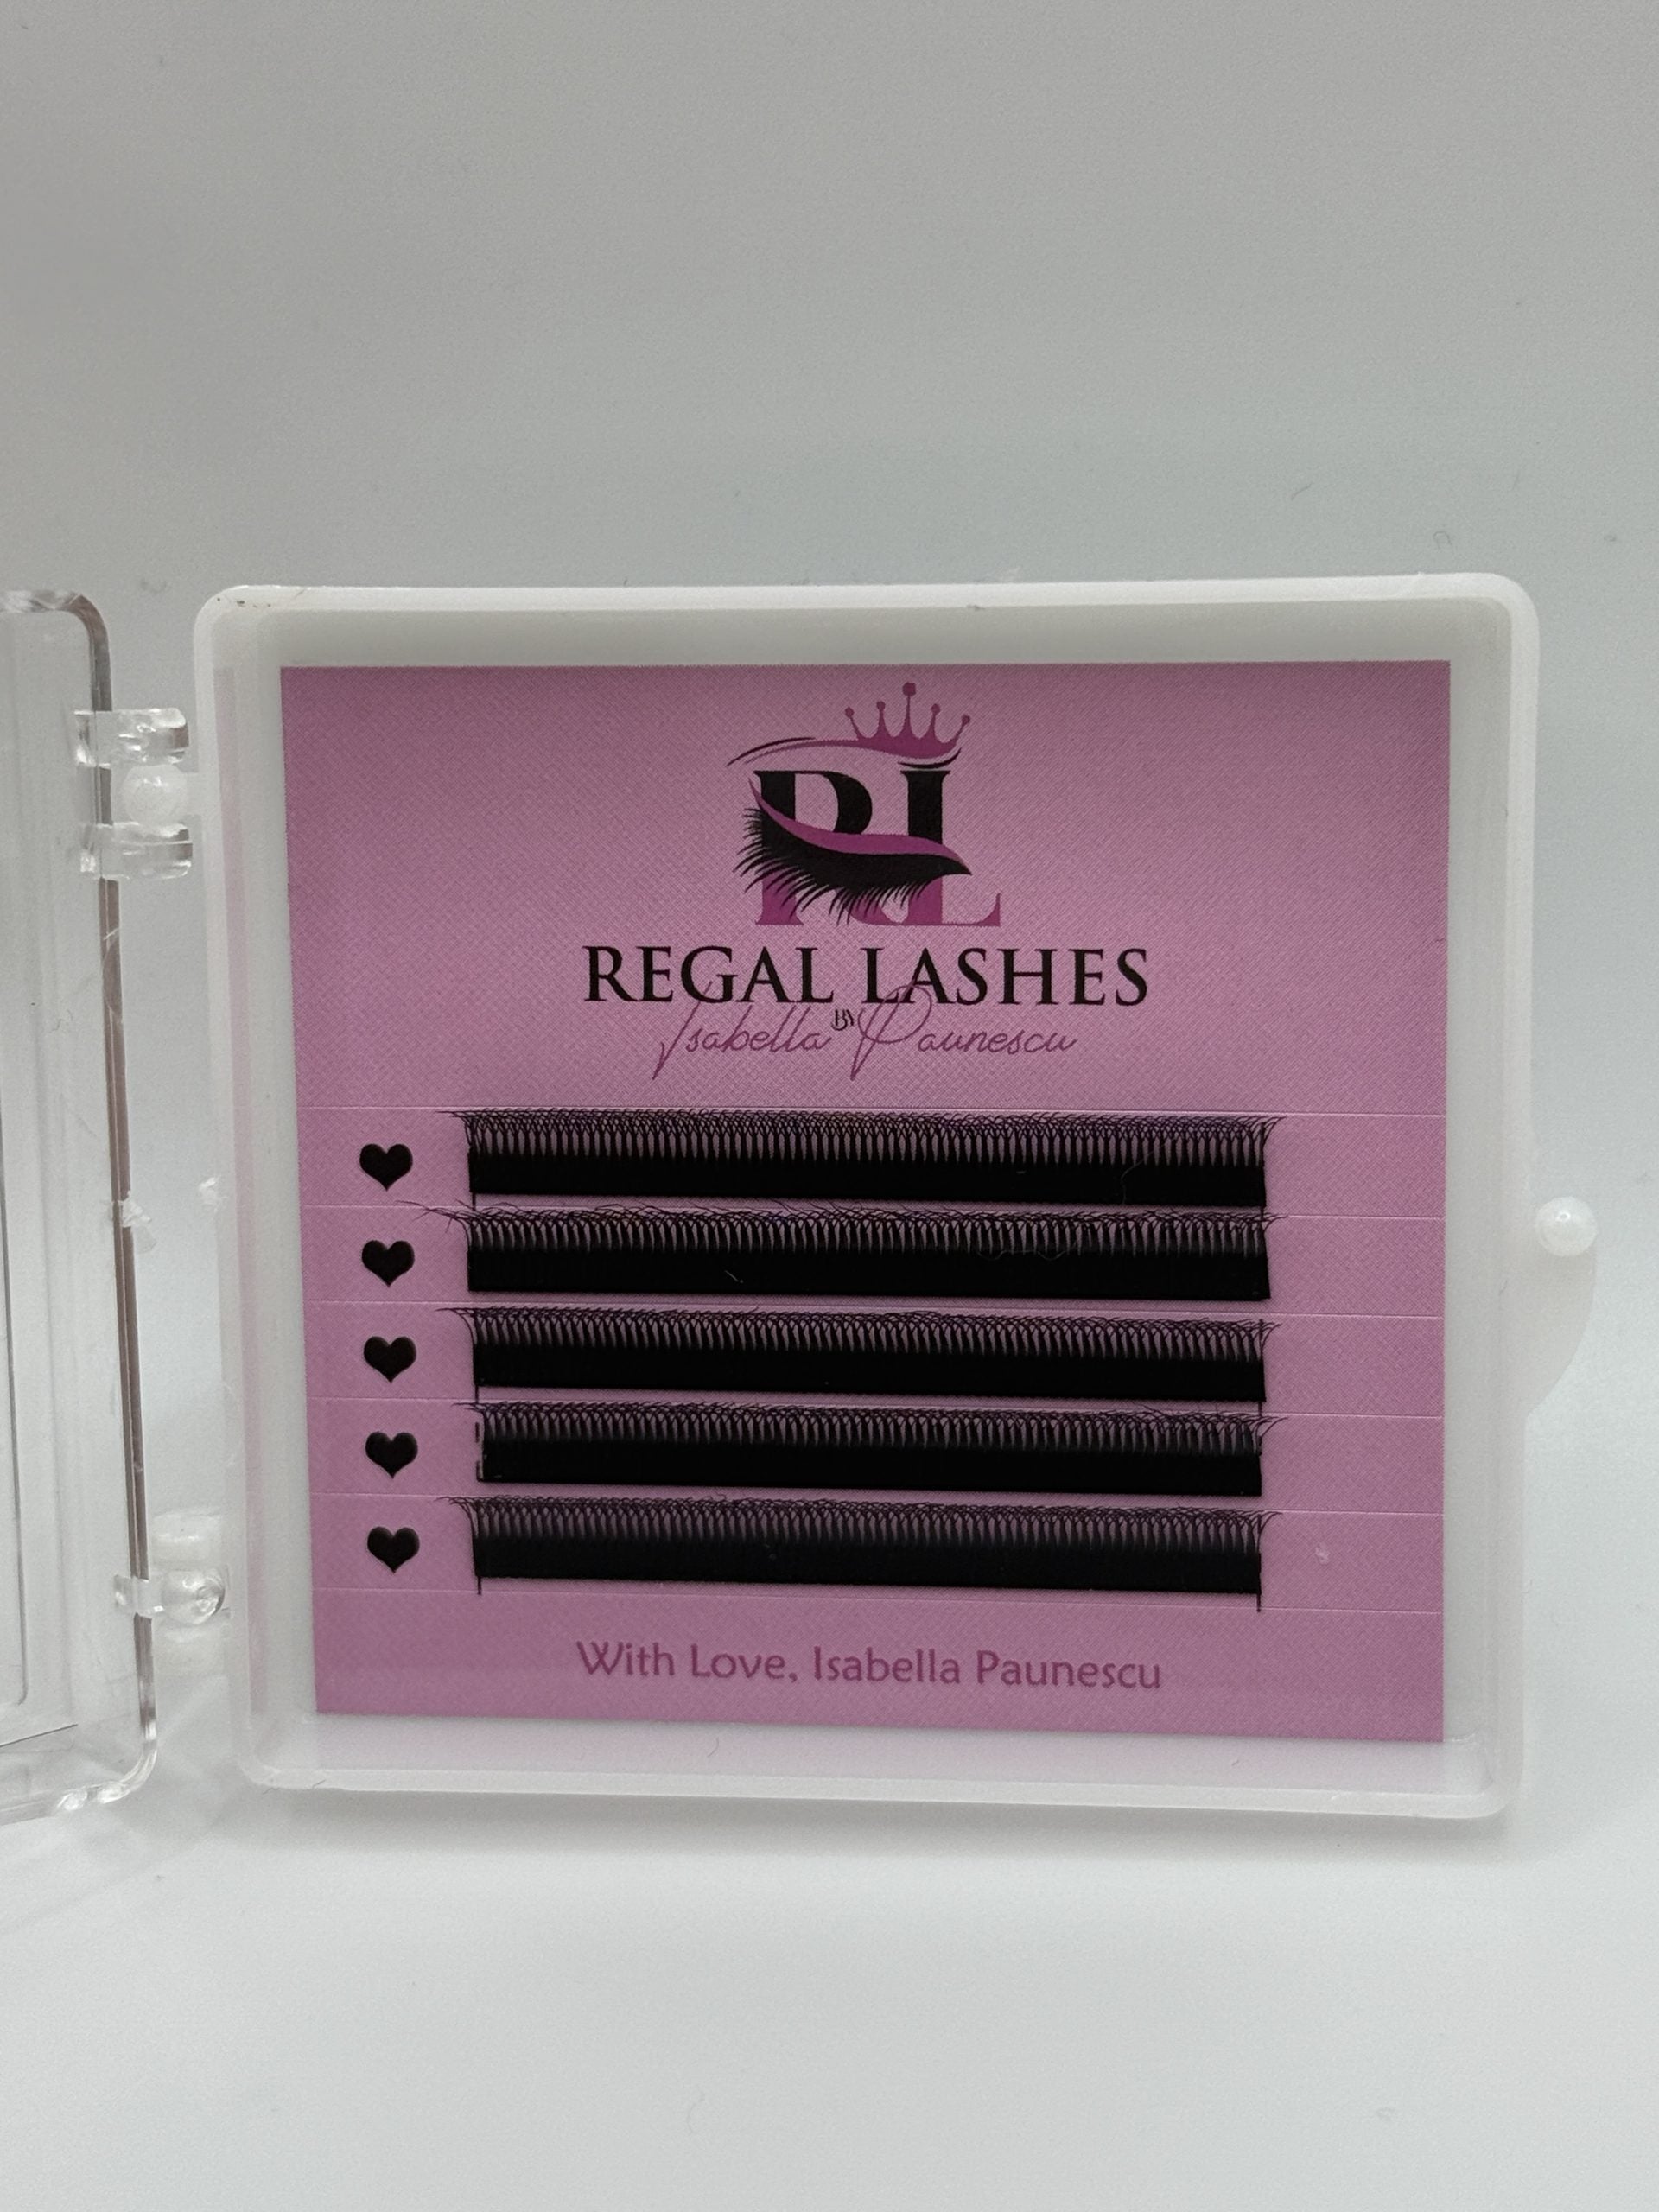 RL
REGAL LASHES
BY
Isabella Paunescu
With Love, Isabella Paunescu